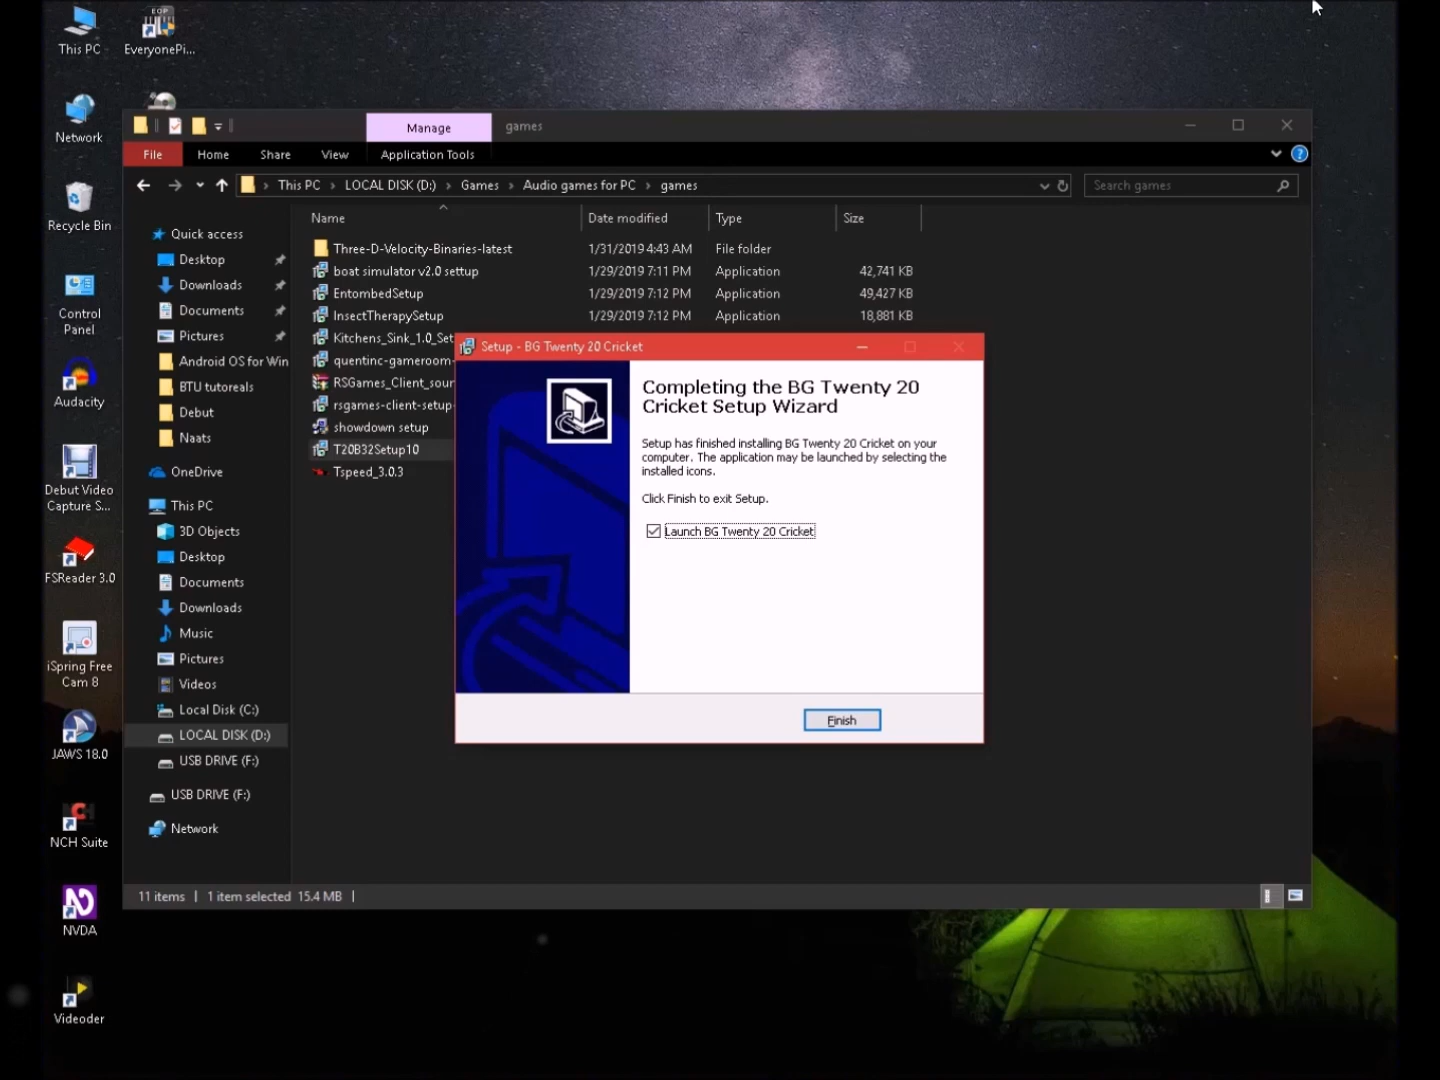 This PC
EOP
EveryonePi...
Network
Recycle Bin
Control
Panel
Audacity
Debut Video
Capture S...
FSReader 3.0
iSpring Free
Cam 8
JAWS 18.0
NCH Suite
NVDA
Videoder
Manage
games
File
Home
Share
View
Application Tools
This PC
LOCAL DISK (D:)
Games
Audio games for PC
games
Search games
Name
Date modified
Type
Size
Quick access
Desktop
Downloads
Documents
Pictures
Android OS for Win
BTU tutoreals
Debut
Naats
OneDrive
This PC
3D Objects
Desktop
Documents
Downloads
Music
Pictures
Videos
Local Disk (C:)
LOCAL DISK (D:)
USB DRIVE (F:)
USB DRIVE (F:)
Network
Three-D-Velocity-Binaries-latest 1/31/2019 4:43 AM File folder
boat simulator v2.0 settup 1/29/2019 7:11 PM Application 42,741 KB
EntombedSetup 1/29/2019 7:12 PM Application 49,427 KB
InsectTherapySetup 1/29/2019 7:12 PM Application 18,881 KB
Kitchens_Sink_1.0_Set
quentinc-gameroom-
RSGames_Client_sour
rsgames-client-setup-
showdown setup
T20B32Setup10
Tspeed_3.0.3
Setup - BG Twenty 20 Cricket
Completing the BG Twenty 20
Cricket Setup Wizard
Setup has finished installing BG Twenty 20 Cricket on your
computer. The application may be launched by selecting the
installed icons.
Click Finish to exit Setup.
Launch BG Twenty 20 Cricket
Finish
11 items
1 item selected 15.4 MB